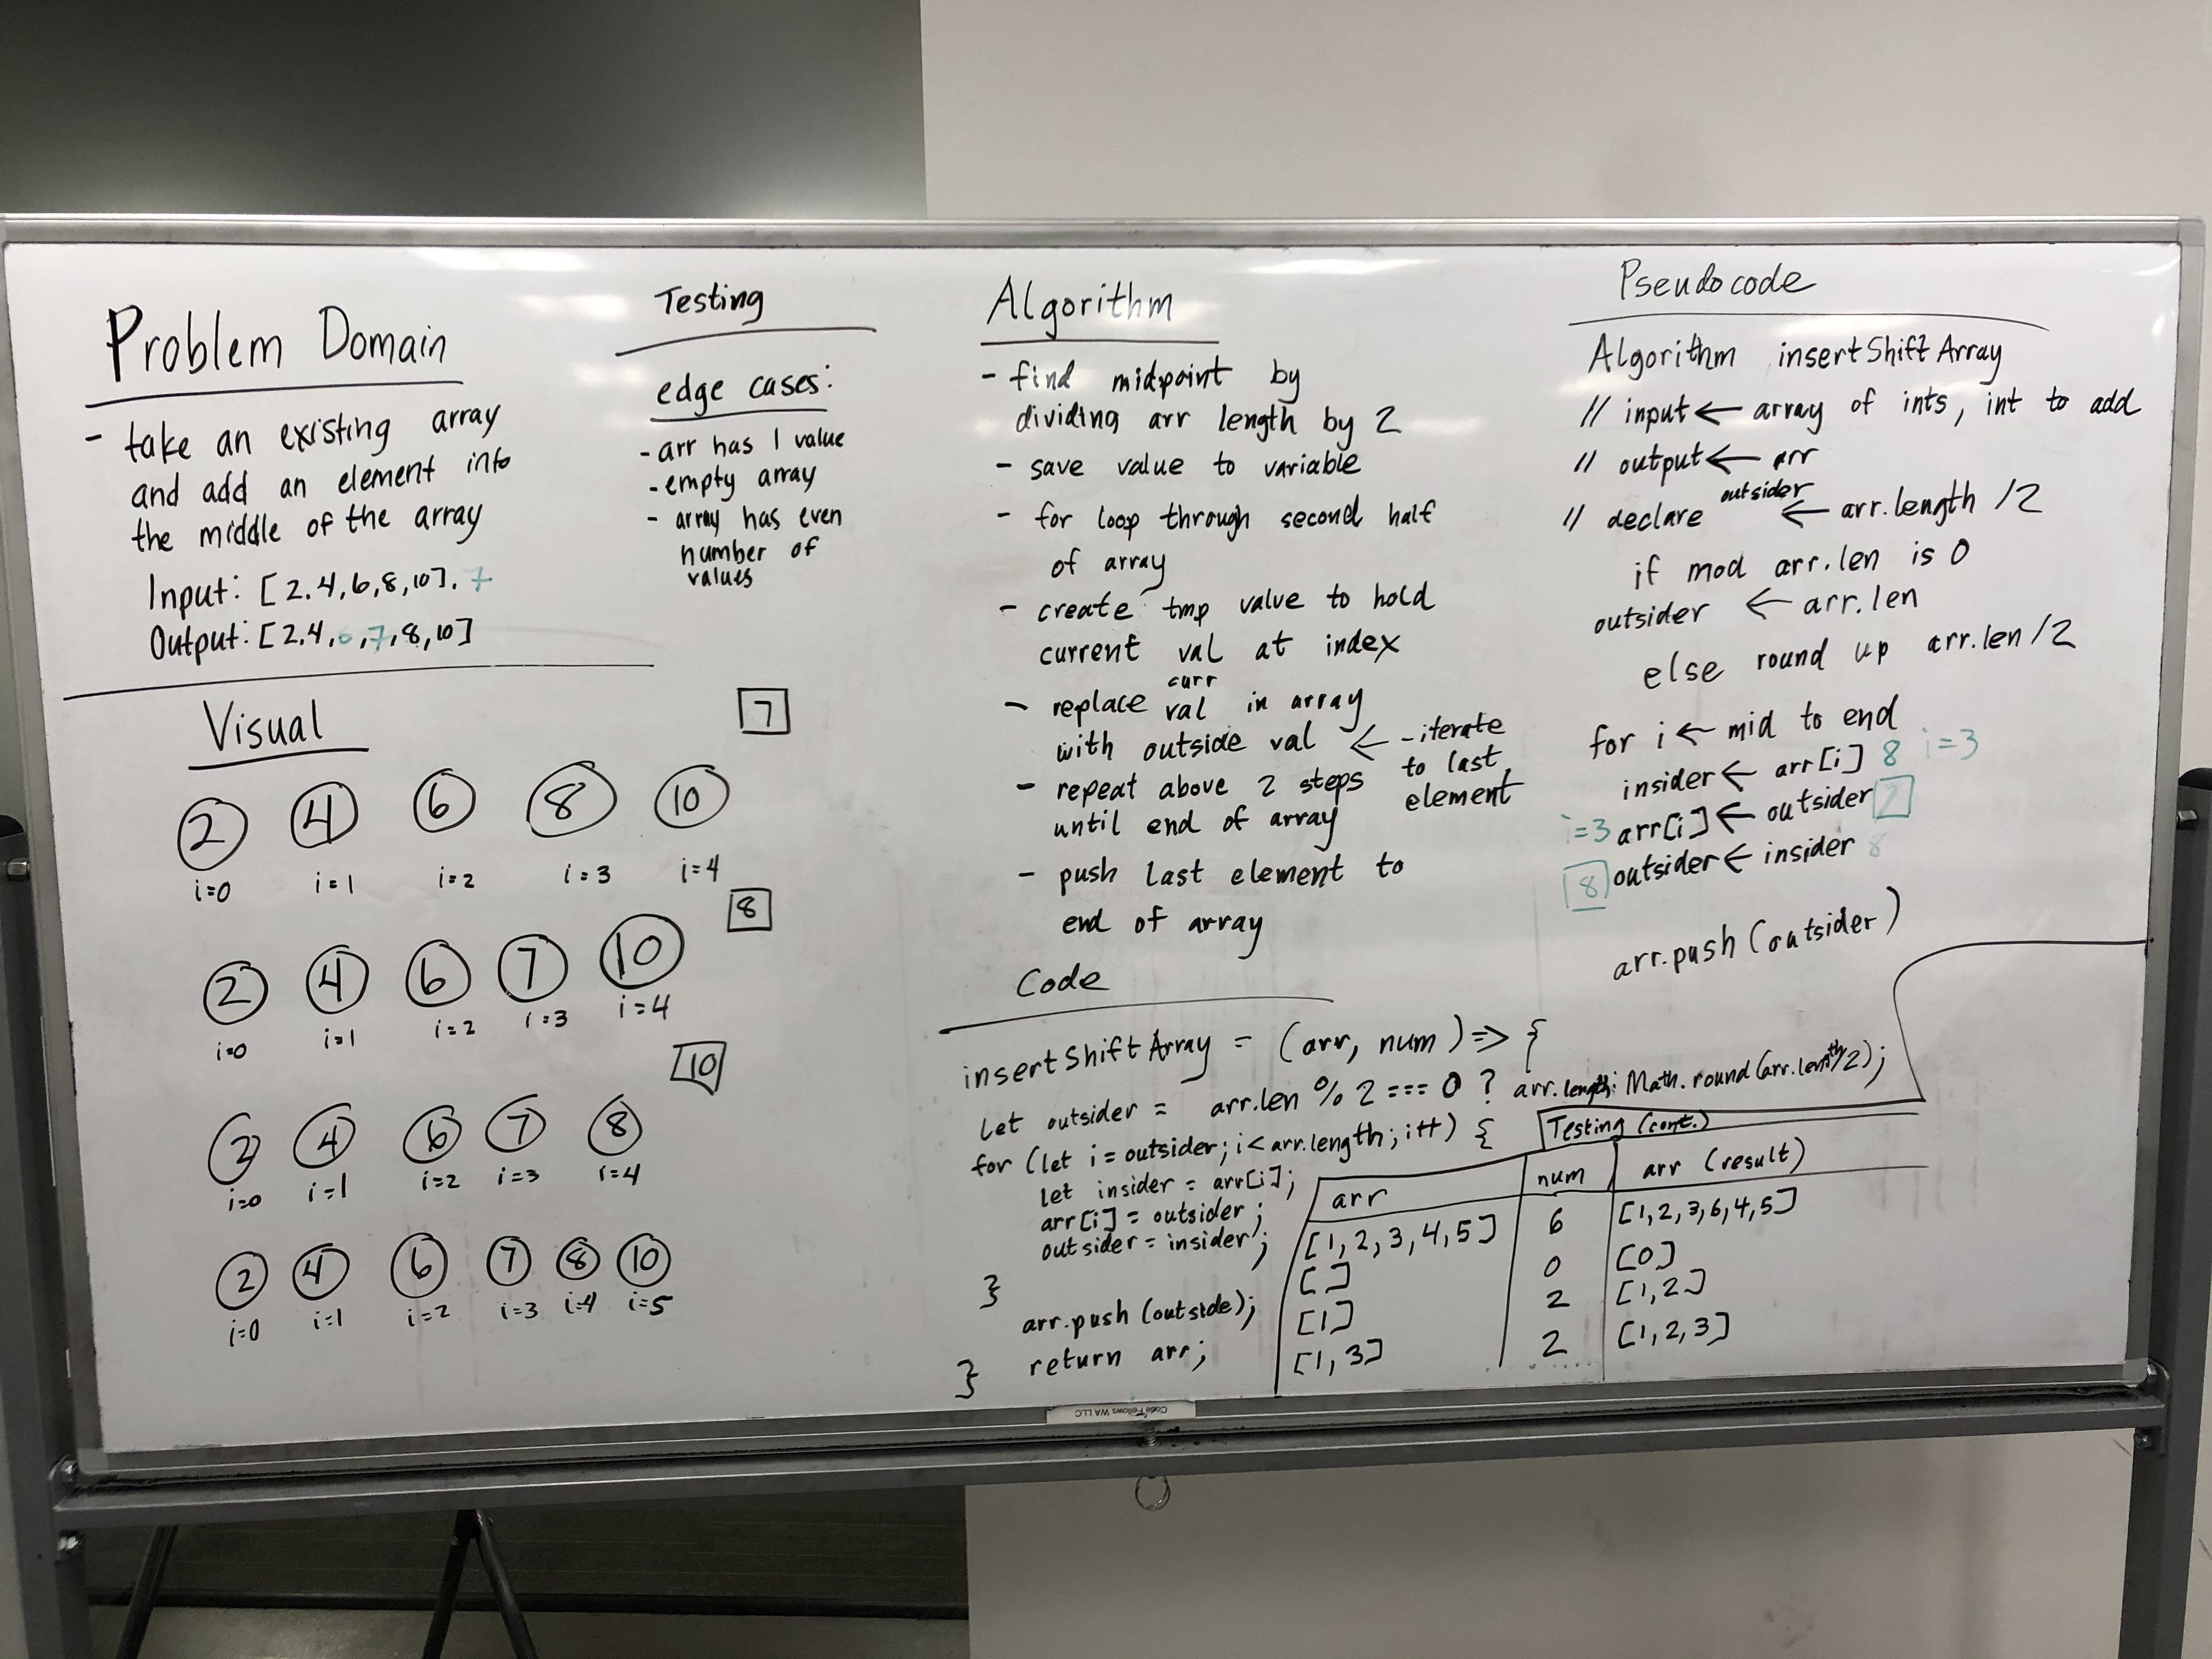 Problem Domain
- take an existing array
and add an element into
the middle of the array
Input: [2,4,6,8,10], 7
Output: [2,4,6,7,8,10]
Testing
edge cases:
- arr has 1 value
- empty array
- array has even
number of
values
Visual
7
2 4 6 8 10
i=0 i=1 i=2 i=3 i=4
8
2 4 6 7 10
i=0 i=1 i=2 i=3 i=4
10
2 4 6 7 8
i=0 i=1 i=2 i=3 i=4
2 4 6 7 8 10
i=0 i=1 i=2 i=3 i=4 i=5
Algorithm
- find midpoint by
dividing arr length by 2
- save value to variable
- for loop through second half
of array
- create tmp value to hold
current val at index
curr
- replace val in array
with outside val ← - iterate
to last
element
- repeat above 2 steps
until end of array
- push last element to
end of array
Pseudocode
Algorithm insertShiftArray
// input ← array of ints, int to add
// output ← arr
outsider
// declare ← arr.length /2
if mod arr.len is 0
outsider ← arr.len
else round up arr.len/2
for i ← mid to end
insider ← arr[i] 8 i=3
i=3 arr[i] ← outsider 7
8 outsider ← insider 8
arr.push(outsider)
Code
insertShiftArray = (arr, num) => {
let outsider = arr.len % 2 === 0 ? arr.length: Math.round(arr.length/2);
for (let i = outsider; i < arr.length; i++) {
let insider = arr[i];
arr[i] = outsider;
outsider = insider;
}
arr.push(outside);
return arr;
}
Testing (cont.)
arr num arr (result)
[1,2,3,4,5] 6 [1,2,3,6,4,5]
[] 0 [0]
[1] 2 [1,2]
[1,3] 2 [1,2,3]
Code Fellows WA LLC